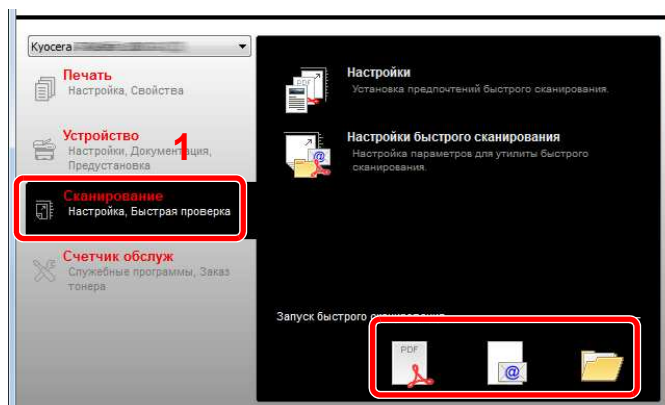 Kyocera
Печать
Настройка, Свойства
Устройство
Настройки, Документация,
Предустановка
1
Сканирование
Настройка, Быстрая проверка
Счетчик обслуж
Служебные программы, Заказ
тонера
Настройки
Установка предпочтений быстрого сканирования.
Настройки быстрого сканирования
Настройка параметров для утилиты быстрого
сканирования.
Запуск быстрого сканирования
PDF